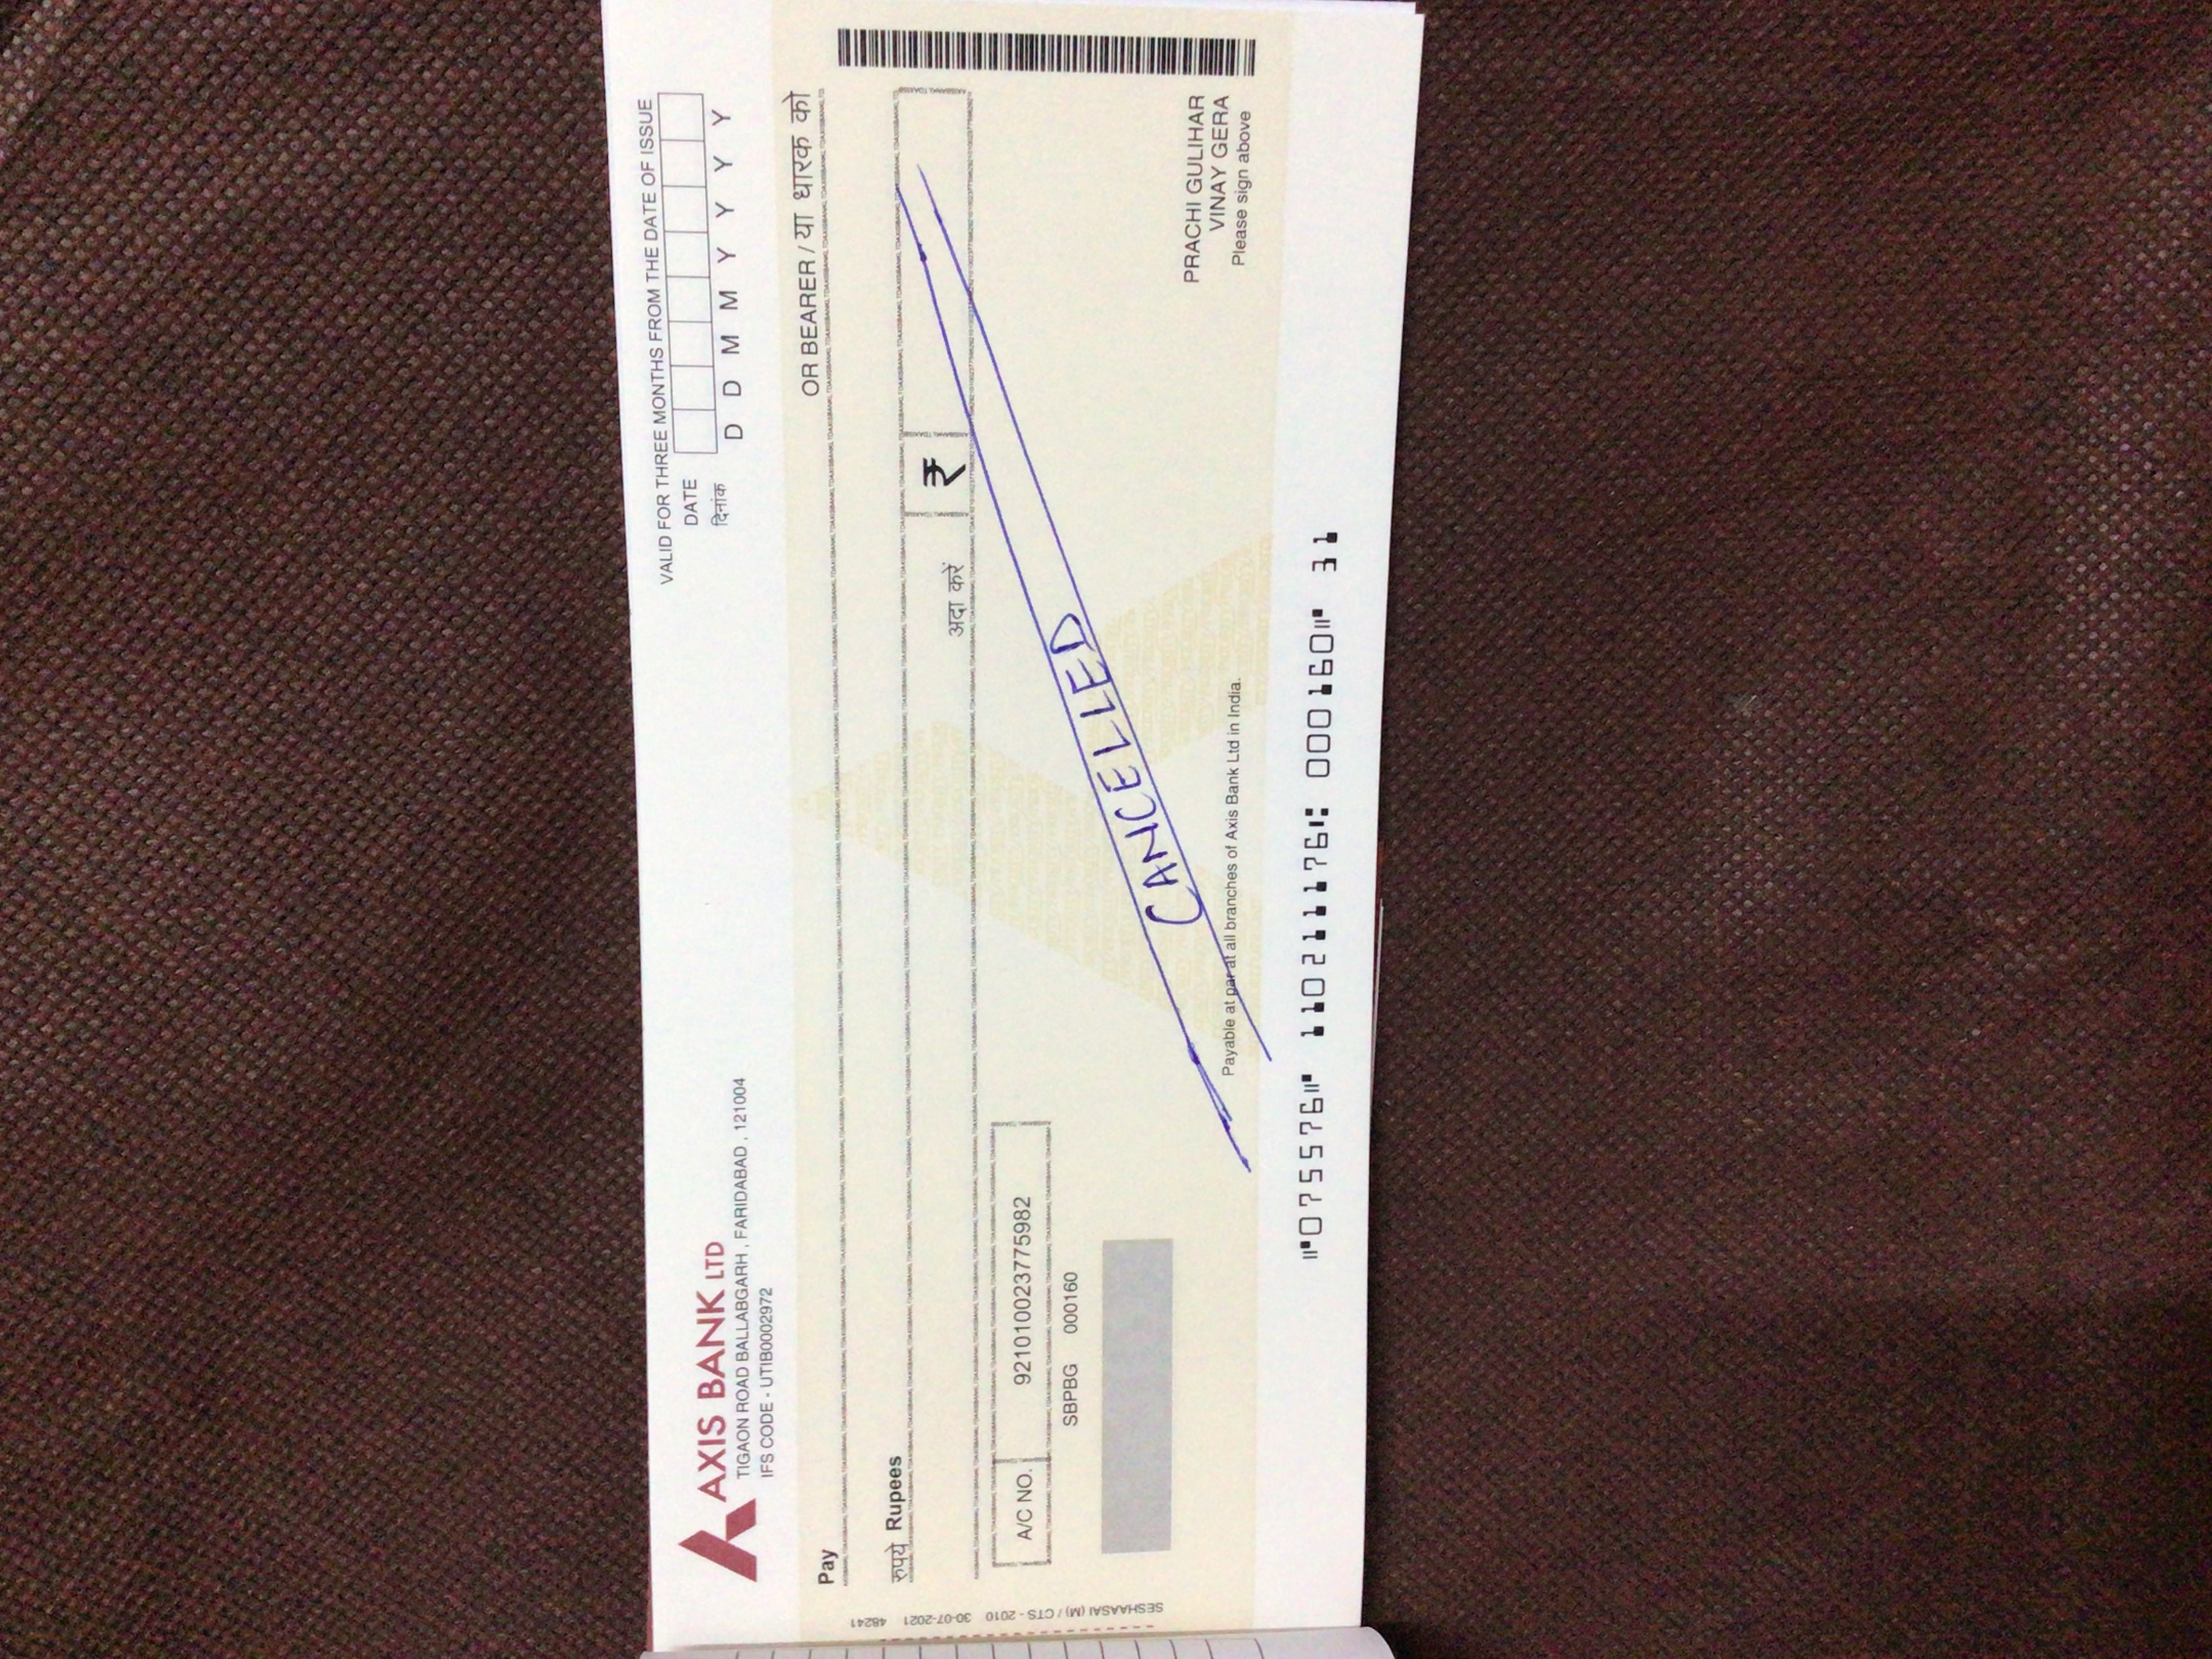 AXIS BANK LTD
TIGAON ROAD BALLABGARH , FARIDABAD , 121004
IFS CODE - UTIB0002972
VALID FOR THREE MONTHS FROM THE DATE OF ISSUE
DATE
दिनांक
D D M M Y Y Y Y
Pay
OR BEARER / या धारक को
रुपये Rupees
अदा करें ₹
A/C NO. 921010023775982
SBPBG 000160
CANCELLED
Payable at par at all branches of Axis Bank Ltd in India.
PRACHI GULIHAR
VINAY GERA
Please sign above
SESHAASAI (M) / CTS - 2010 30-07-2021 48241
⑈075576⑈ 110211176⑆ 000160⑈ 31